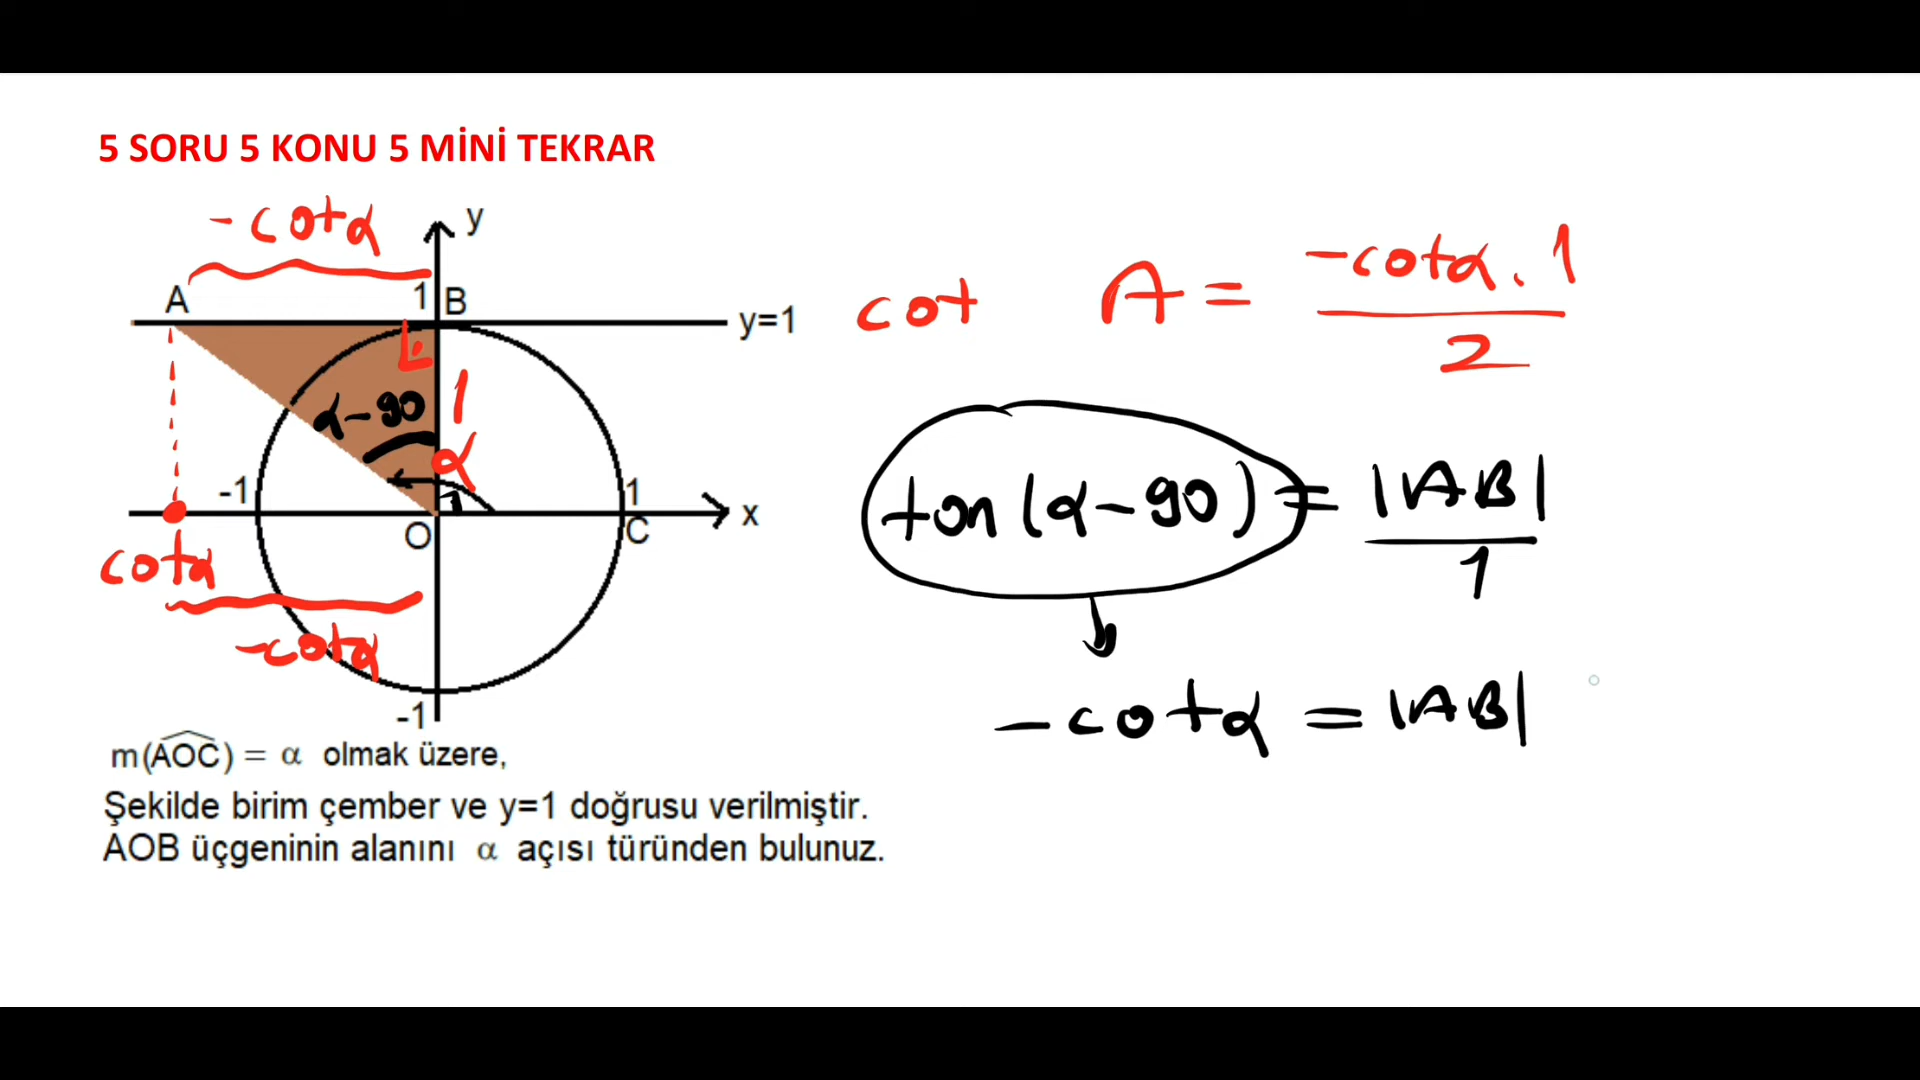 5 SORU 5 KONU 5 MİNİ TEKRAR
-cotα
y
A
1 B
y=1
α-90
1
α
-1
1
x
O
C
cotα
-cotα
-1
m(AOC) = α olmak üzere,
Şekilde birim çember ve y=1 doğrusu verilmiştir.
AOB üçgeninin alanını α açısı türünden bulunuz.
cot A = -cotα . 1
2
tan(α-90) = |AB|
1
-cotα = |AB|